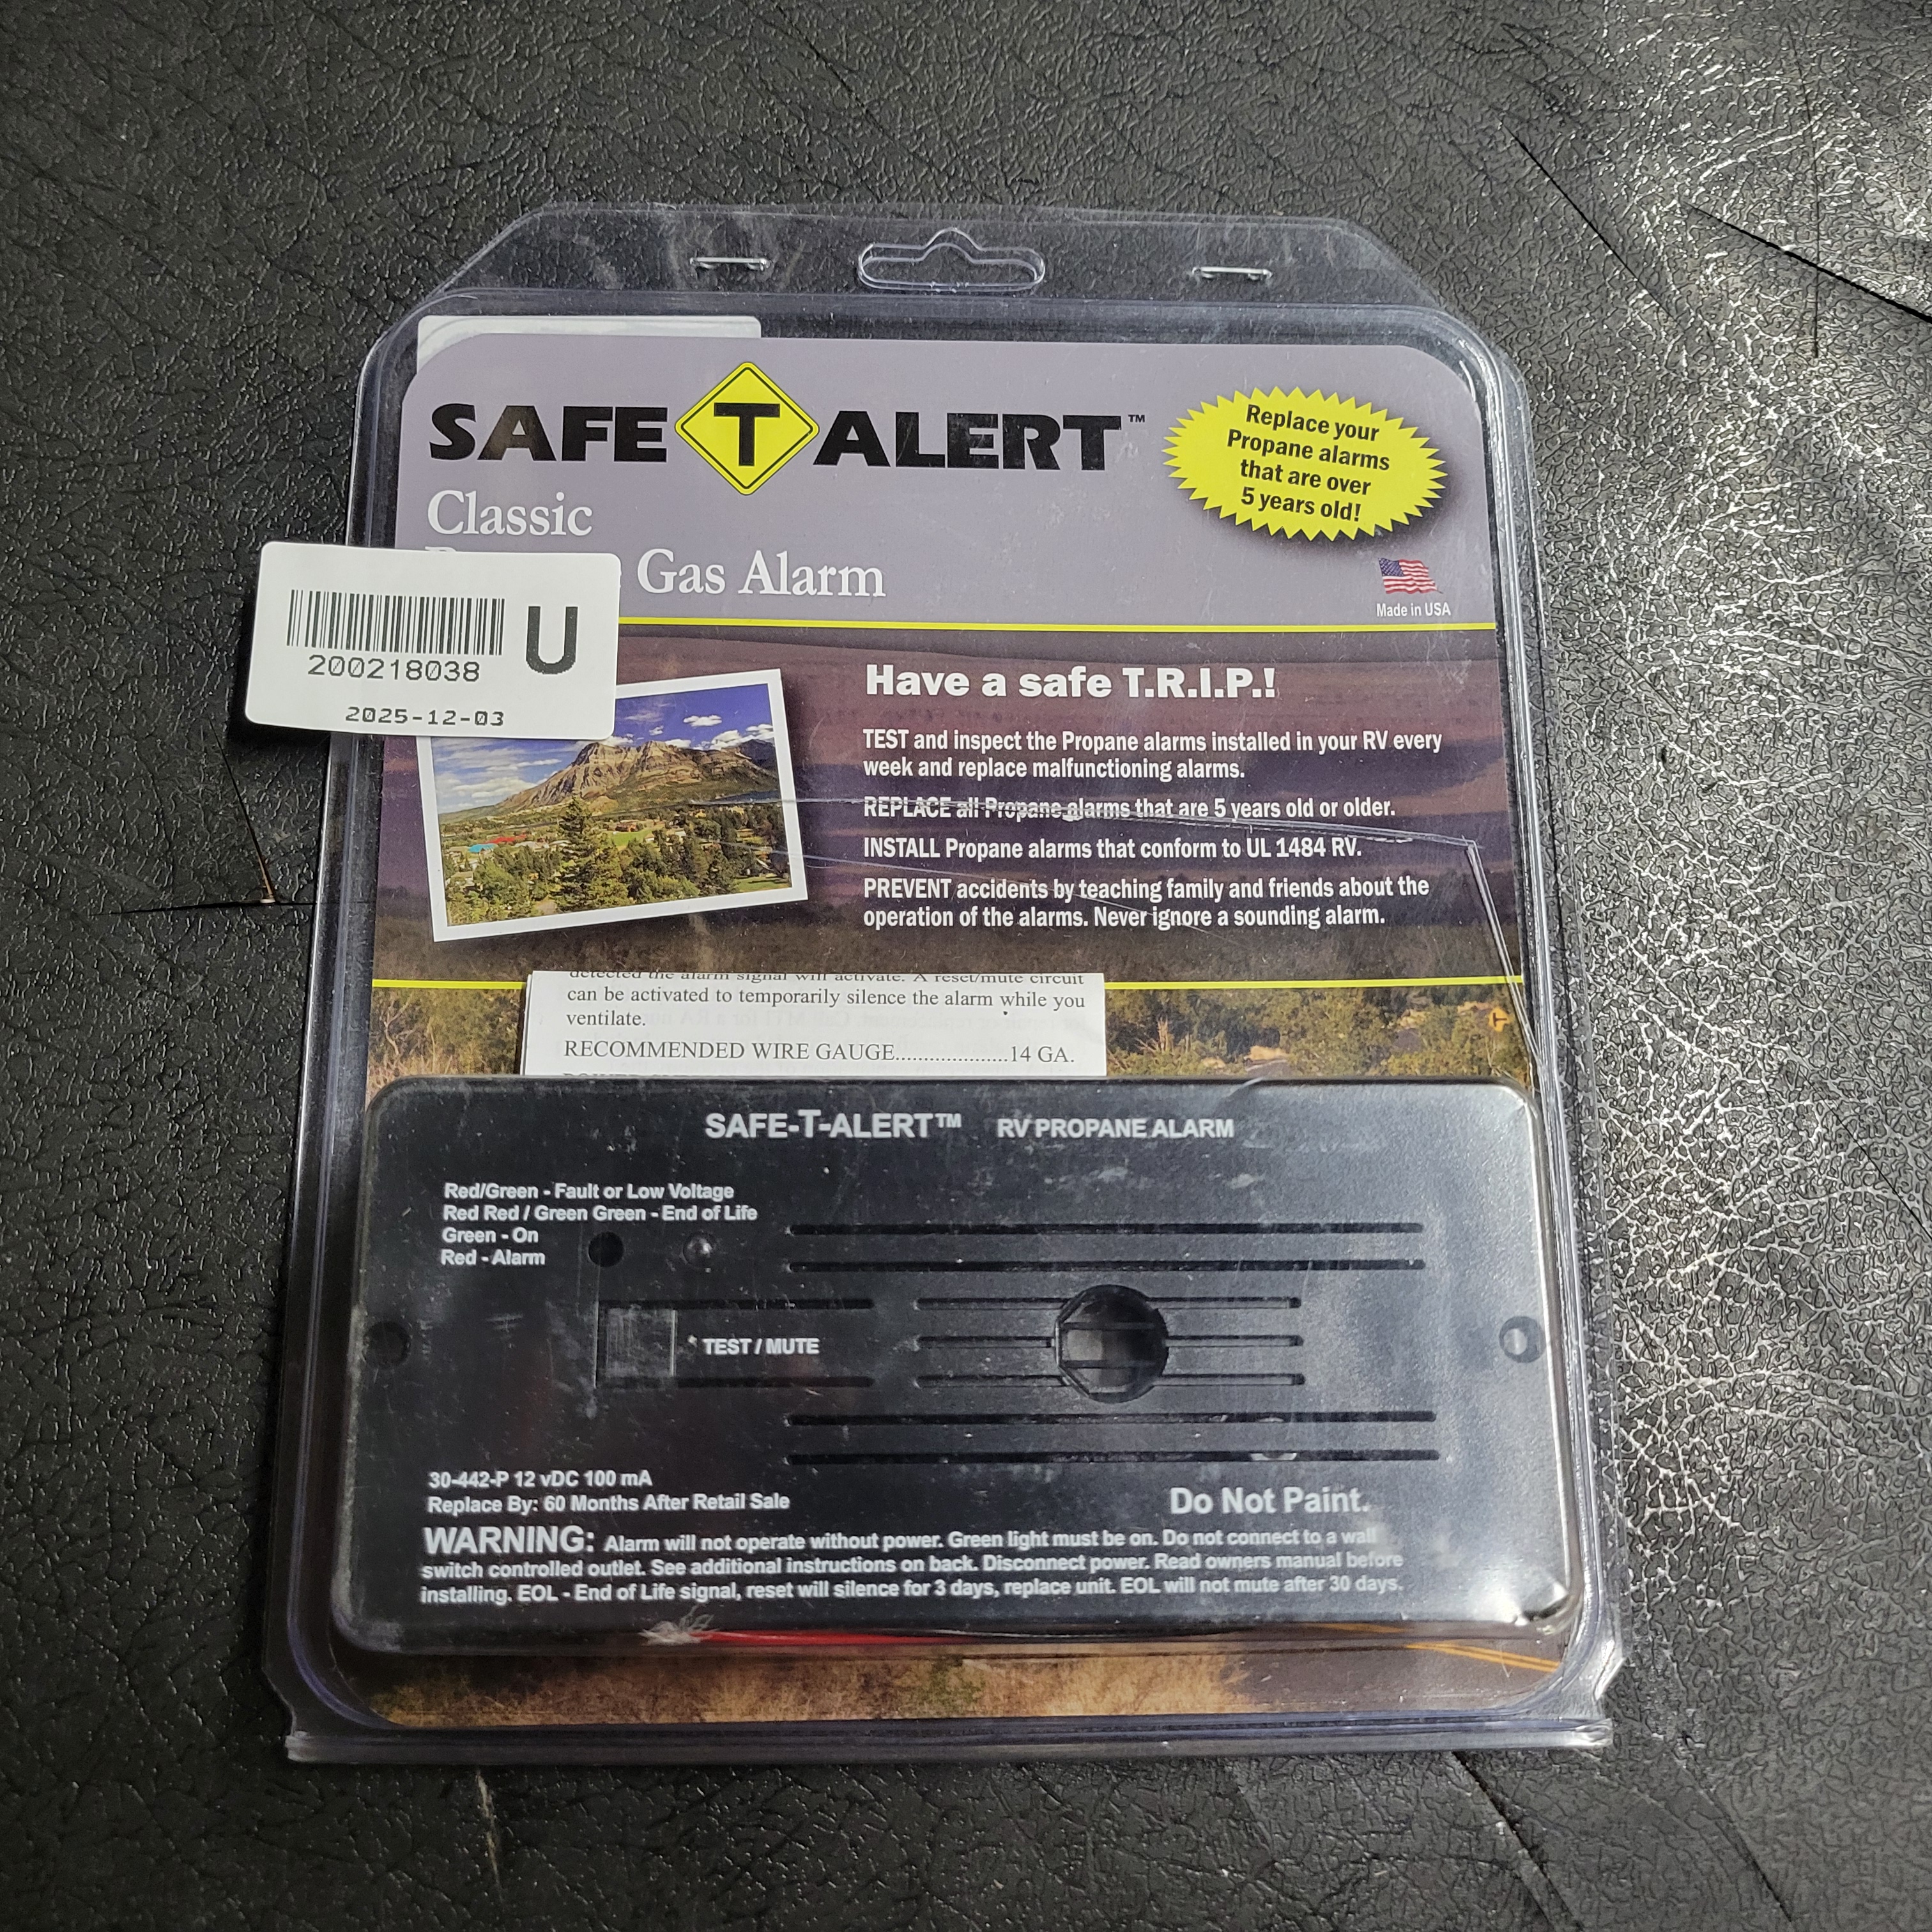 SAFE T ALERT™
Classic
Gas Alarm
Replace your
Propane alarms
that are over
5 years old!
Made in USA
200218038
U
2025-12-03
Have a safe T.R.I.P.!
TEST and inspect the Propane alarms installed in your RV every
week and replace malfunctioning alarms.
REPLACE all Propane alarms that are 5 years old or older.
INSTALL Propane alarms that conform to UL 1484 RV.
PREVENT accidents by teaching family and friends about the
operation of the alarms. Never ignore a sounding alarm.
detected the alarm signal will activate. A reset/mute circuit
can be activated to temporarily silence the alarm while you
ventilate.
RECOMMENDED WIRE GAUGE.....................14 GA.
SAFE-T-ALERT™ RV PROPANE ALARM
Red/Green - Fault or Low Voltage
Red Red / Green Green - End of Life
Green - On
Red - Alarm
TEST / MUTE
30-442-P 12 vDC 100 mA
Replace By: 60 Months After Retail Sale
Do Not Paint.
WARNING: Alarm will not operate without power. Green light must be on. Do not connect to a wall
switch controlled outlet. See additional instructions on back. Disconnect power. Read owners manual before
installing. EOL - End of Life signal, reset will silence for 3 days, replace unit. EOL will not mute after 30 days.